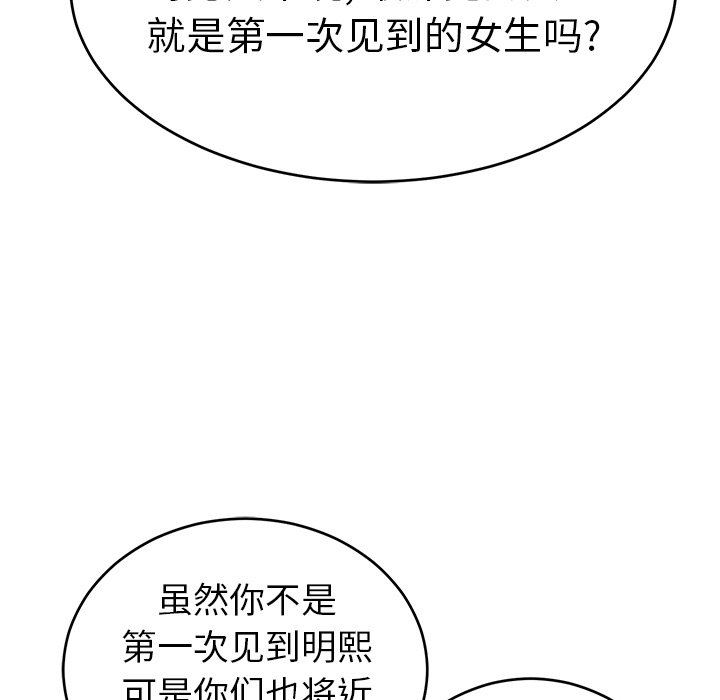 就是第一次见到的女生吗?
虽然你不是
第一次见到明熙
可是你们也将近